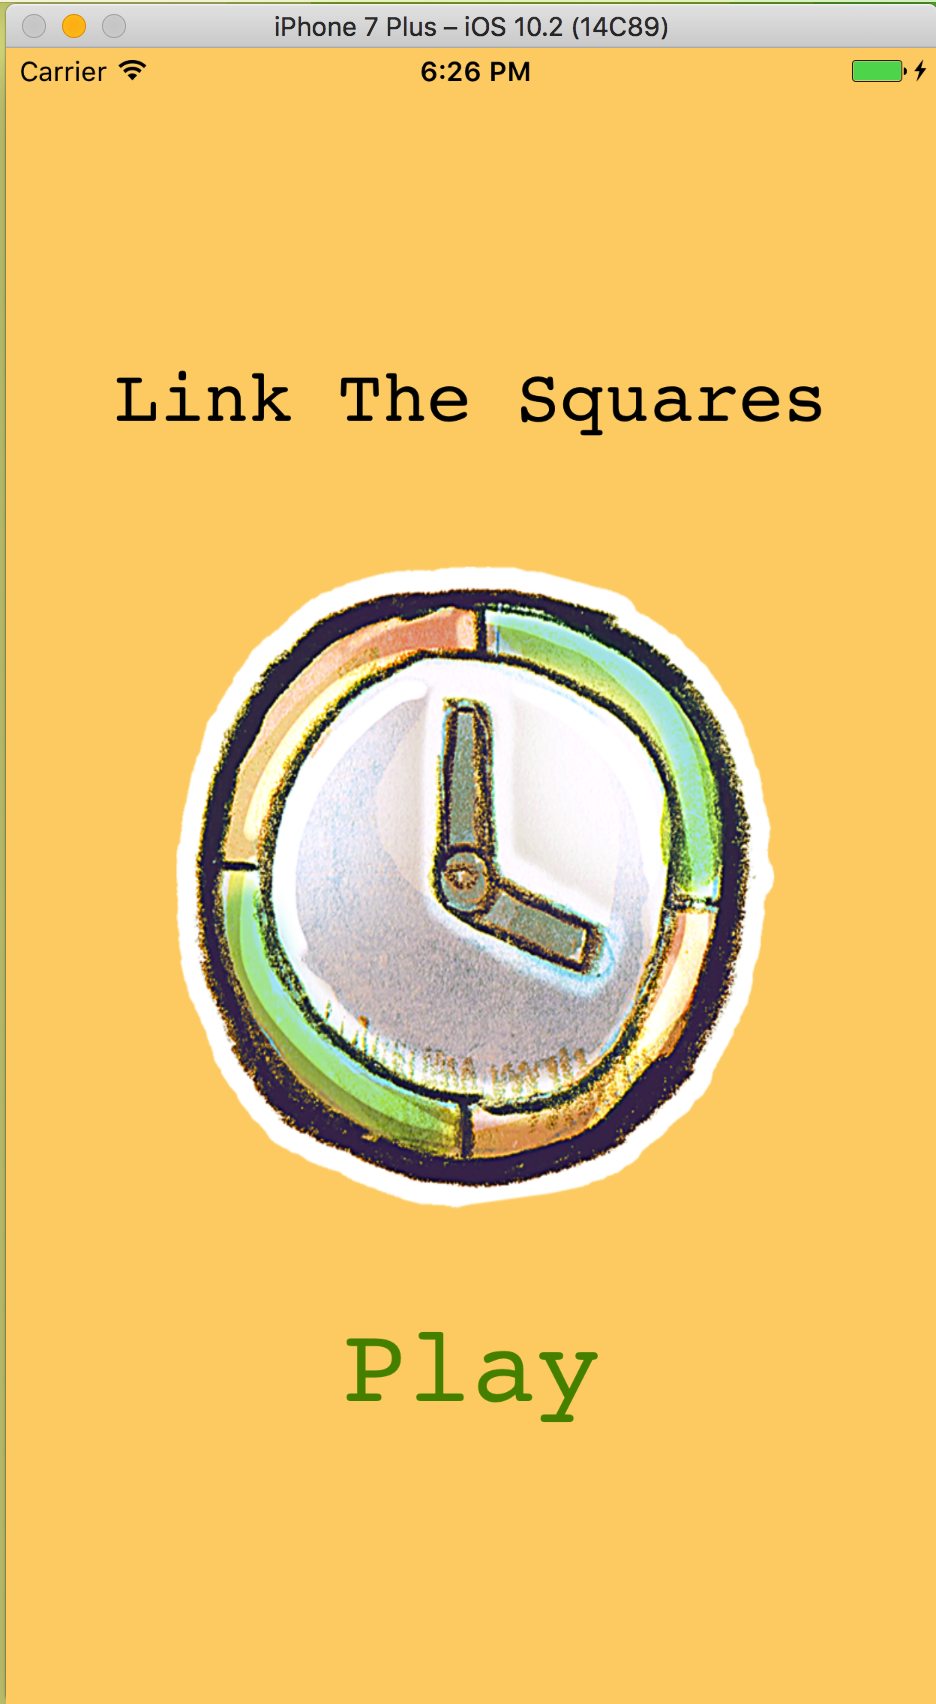 iPhone 7 Plus – iOS 10.2 (14C89)
Carrier 6:26 PM
Link The Squares
Play